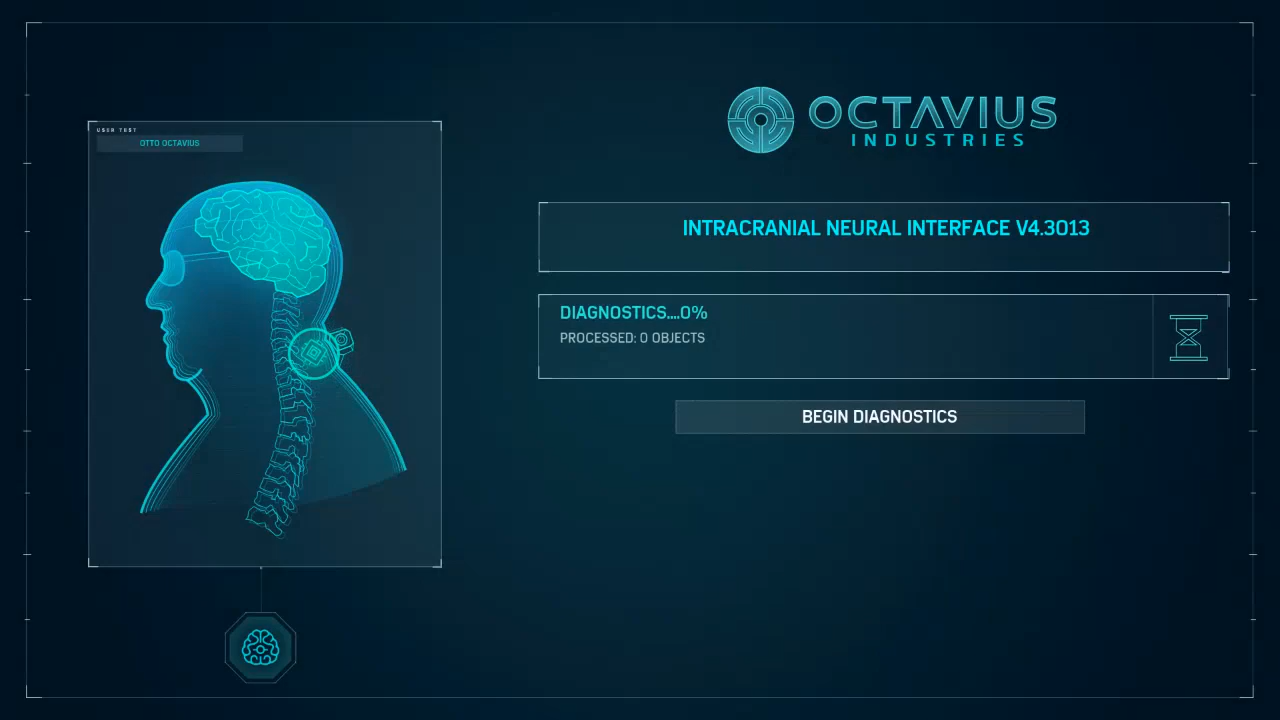 USER TEST
OTTO OCTAVIUS
OCTAVIUS
INDUSTRIES
INTRACRANIAL NEURAL INTERFACE V4.3013
DIAGNOSTICS....0%
PROCESSED: 0 OBJECTS
BEGIN DIAGNOSTICS